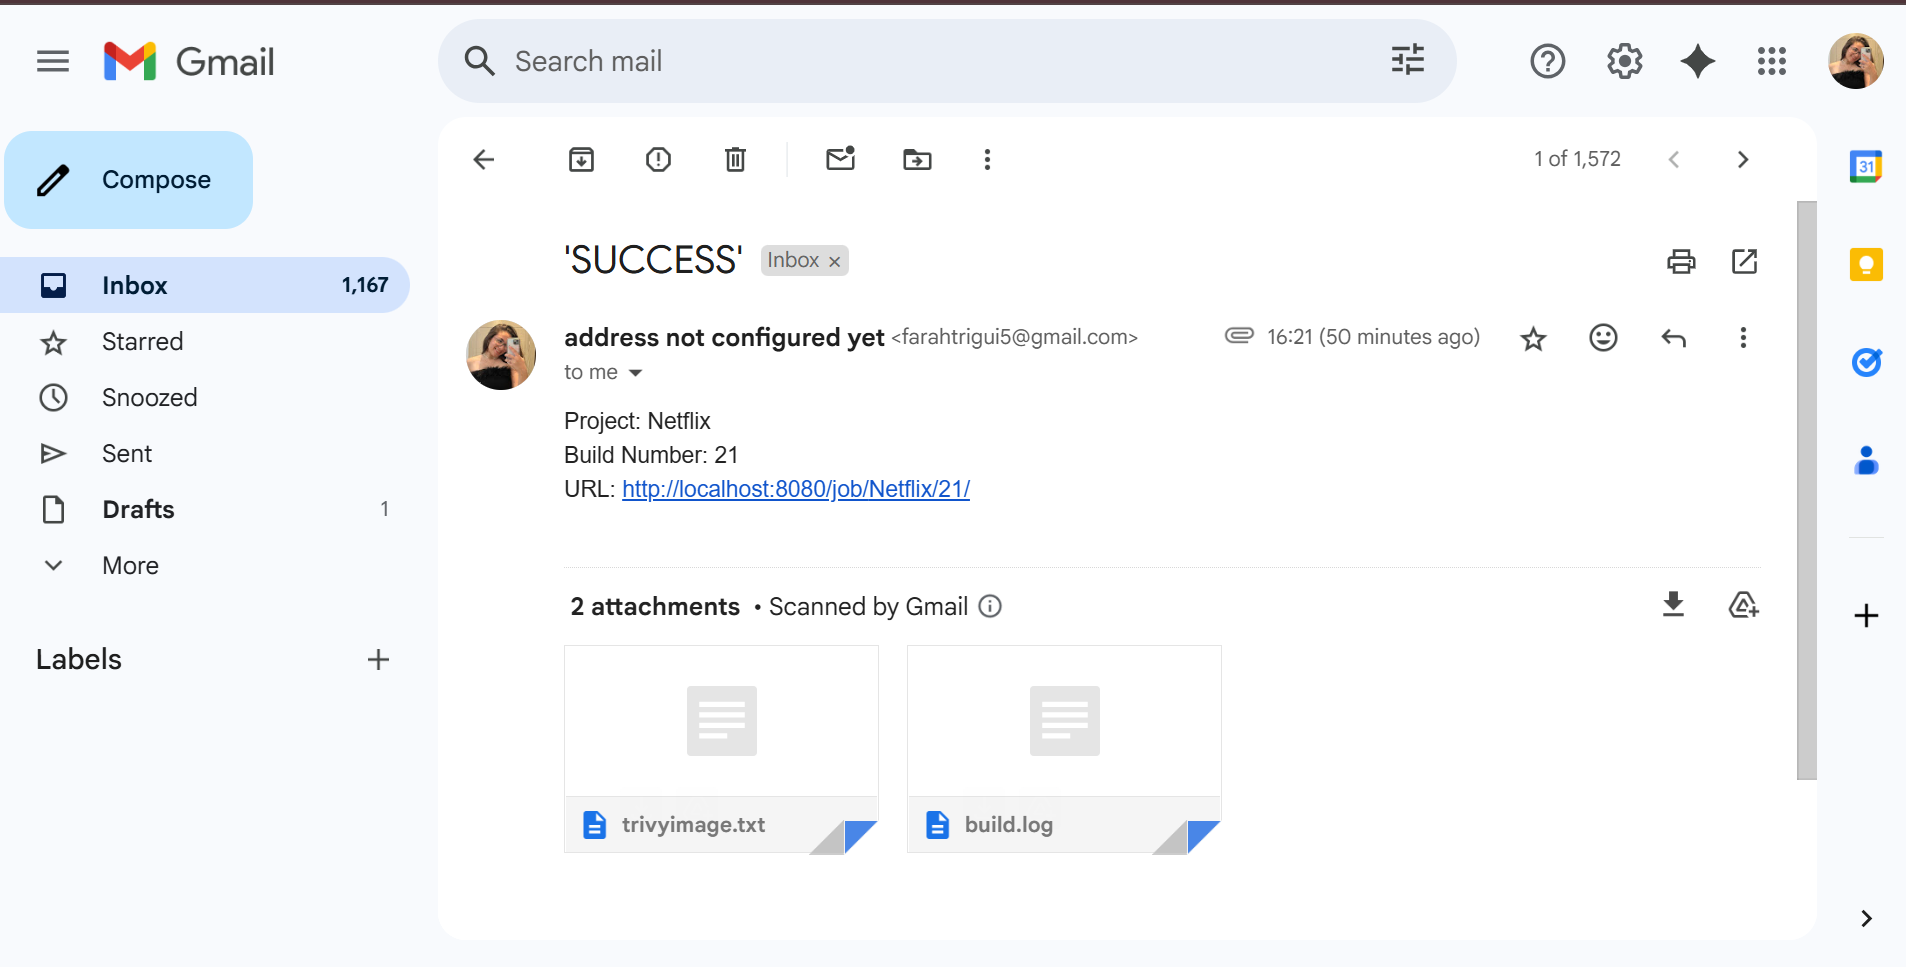 Gmail
Search mail
Compose
Inbox 1,167
Starred
Snoozed
Sent
Drafts 1
More
Labels
1 of 1,572
'SUCCESS' Inbox ×
address not configured yet <farahtrigui5@gmail.com> 16:21 (50 minutes ago)
to me
Project: Netflix
Build Number: 21
URL: http://localhost:8080/job/Netflix/21/
2 attachments • Scanned by Gmail
trivyimage.txt
build.log
31